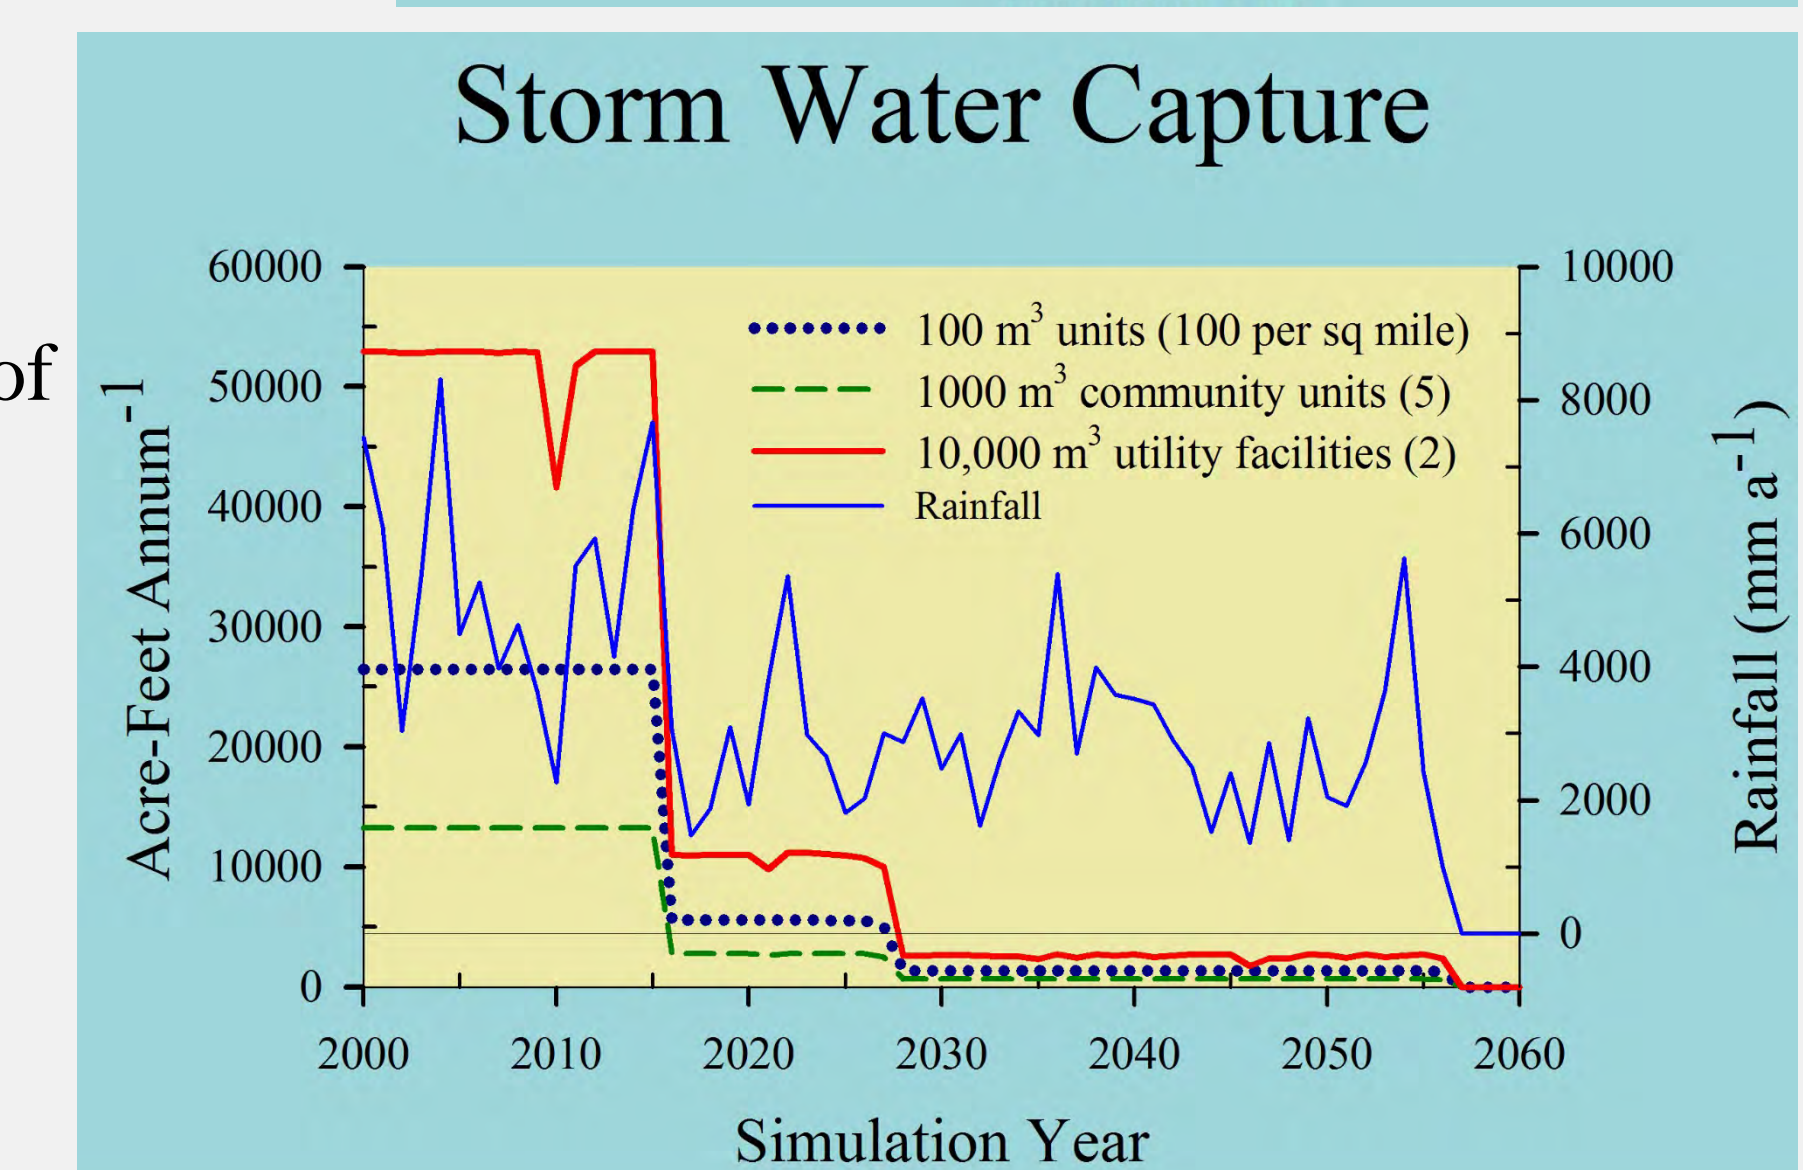 Storm Water Capture
of
60000
50000
40000
30000
20000
10000
0
Acre-Feet Annum-1
100 m3 units (100 per sq mile)
1000 m3 community units (5)
10,000 m3 utility facilities (2)
Rainfall
10000
8000
6000
4000
2000
0
Rainfall (mm a-1)
2000 2010 2020 2030 2040 2050 2060
Simulation Year